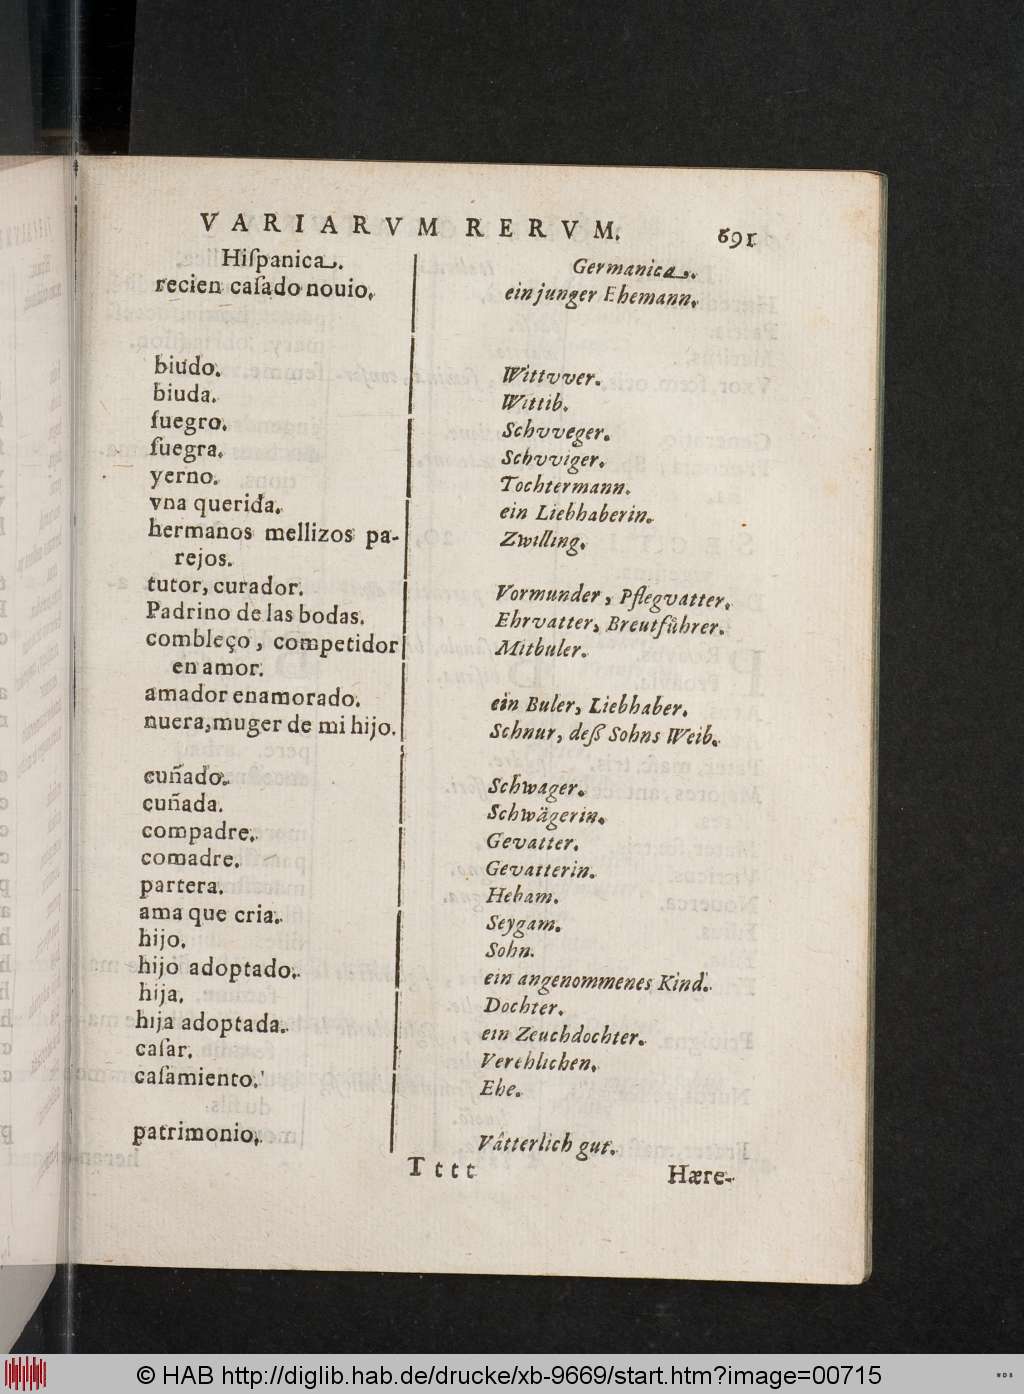 VARIARVM RERVM. 691
Hiſpanica.
recien caſado nouio.
biudo.
biuda.
ſuegro.
ſuegra.
yerno.
vna querida.
hermanos mellizos pa-
rejos.
tutor, curador.
Padrino de las bodas.
combleço, competidor
en amor.
amador enamorado.
nuera, muger de mi hijo.
cuñado.
cuñada.
compadre.
comadre.
partera.
ama que cria.
hijo.
hijo adoptado.
hija.
hija adoptada.
caſar.
caſamiento.
patrimonio.
Germanica.
ein junger Ehemann.
Wittvver.
Wittib.
Schvveger.
Schvviger.
Tochtermann.
ein Liebhaberin.
Zwilling.
Vormunder, Pflegvatter.
Ehrvatter, Breutführer.
Mitbuler.
ein Buler, Liebhaber.
Schnur, deß Sohns Weib.
Schwager.
Schwägerin.
Gevatter.
Gevatterin.
Hebam.
Seygam.
Sohn.
ein angenommenes Kind.
Dochter.
ein Zeuchdochter.
Verehlichen.
Ehe.
Vätterlich gut.
Tttt Hære-
© HAB http://diglib.hab.de/drucke/xb-9669/start.htm?image=00715